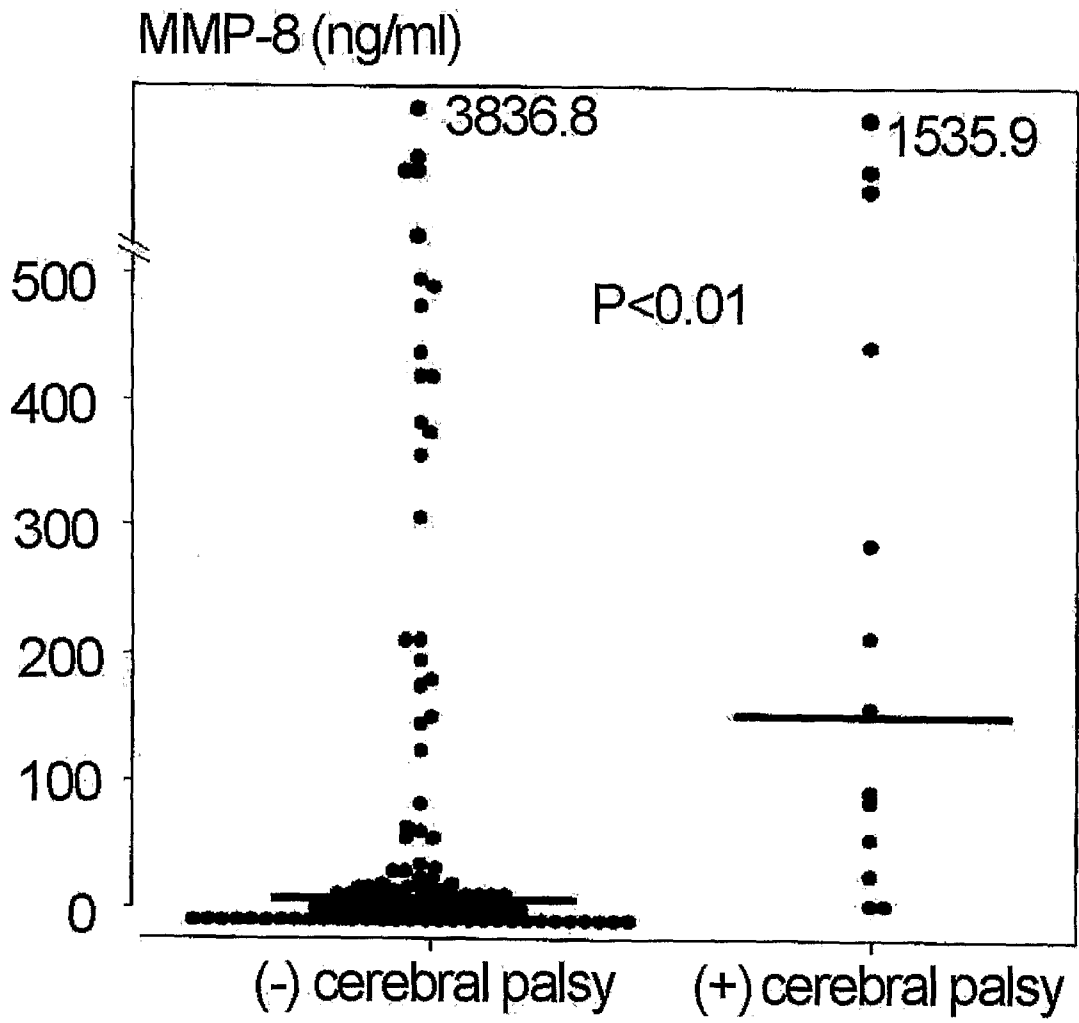 MMP-8 (ng/ml)
3836.8
1535.9
500
P<0.01
400
300
200
100
0
(-) cerebral palsy
(+) cerebral palsy